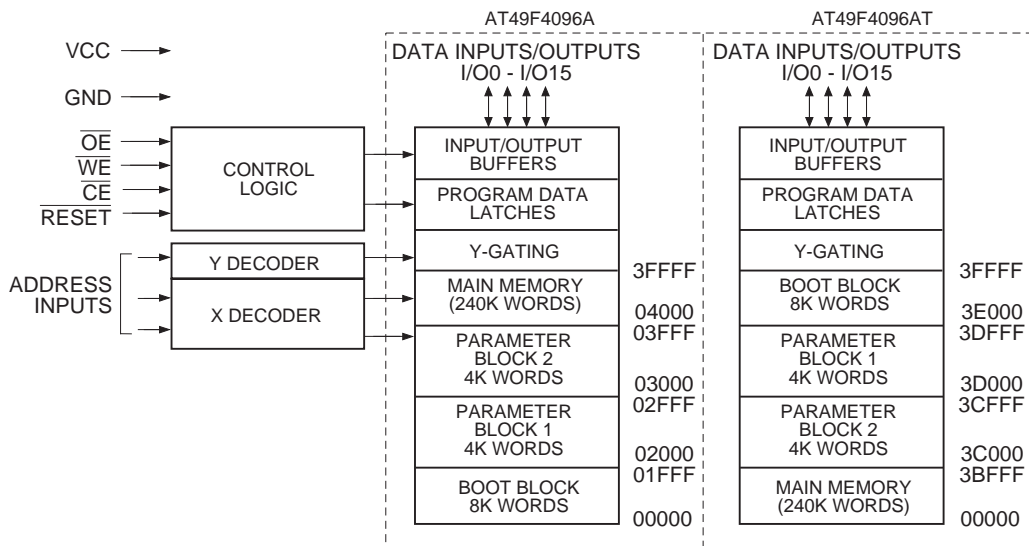 AT49F4096A
AT49F4096AT
VCC
GND
OE
WE
CE
RESET
ADDRESS
INPUTS
CONTROL
LOGIC
Y DECODER
X DECODER
DATA INPUTS/OUTPUTS
I/O0 - I/O15
INPUT/OUTPUT
BUFFERS
PROGRAM DATA
LATCHES
Y-GATING
3FFFF
MAIN MEMORY
(240K WORDS)
04000
03FFF
PARAMETER
BLOCK 2
4K WORDS
03000
02FFF
PARAMETER
BLOCK 1
4K WORDS
02000
01FFF
BOOT BLOCK
8K WORDS
00000
DATA INPUTS/OUTPUTS
I/O0 - I/O15
INPUT/OUTPUT
BUFFERS
PROGRAM DATA
LATCHES
Y-GATING
3FFFF
BOOT BLOCK
8K WORDS
3E000
3DFFF
PARAMETER
BLOCK 1
4K WORDS
3D000
3CFFF
PARAMETER
BLOCK 2
4K WORDS
3C000
3BFFF
MAIN MEMORY
(240K WORDS)
00000